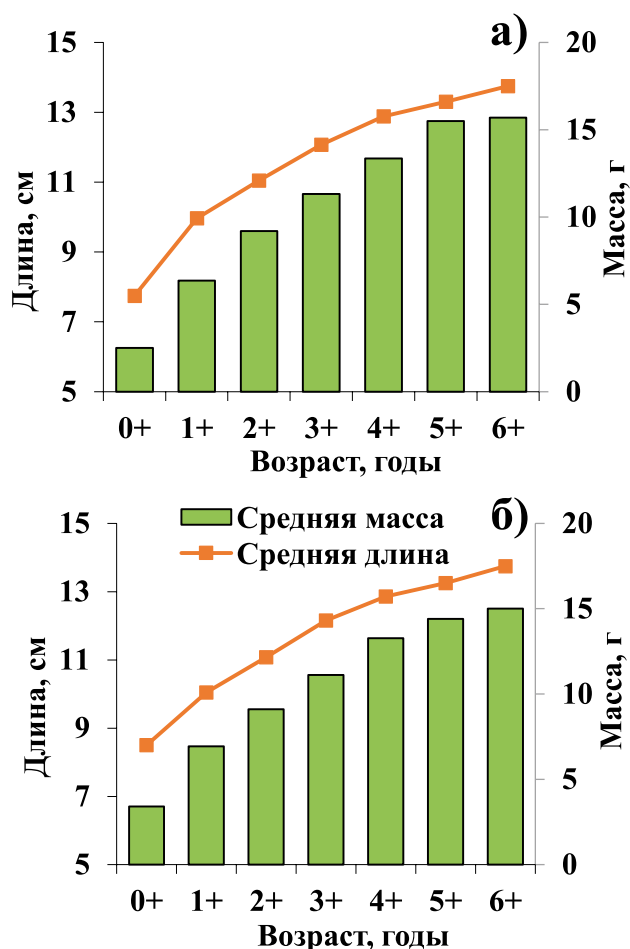 а)
15
13
11
9
7
5
Длина, см
20
15
10
5
0
Масса, г
0+ 1+ 2+ 3+ 4+ 5+ 6+
Возраст, годы
б)
Средняя масса
Средняя длина
15
13
11
9
7
5
Длина, см
20
15
10
5
0
Масса, г
0+ 1+ 2+ 3+ 4+ 5+ 6+
Возраст, годы